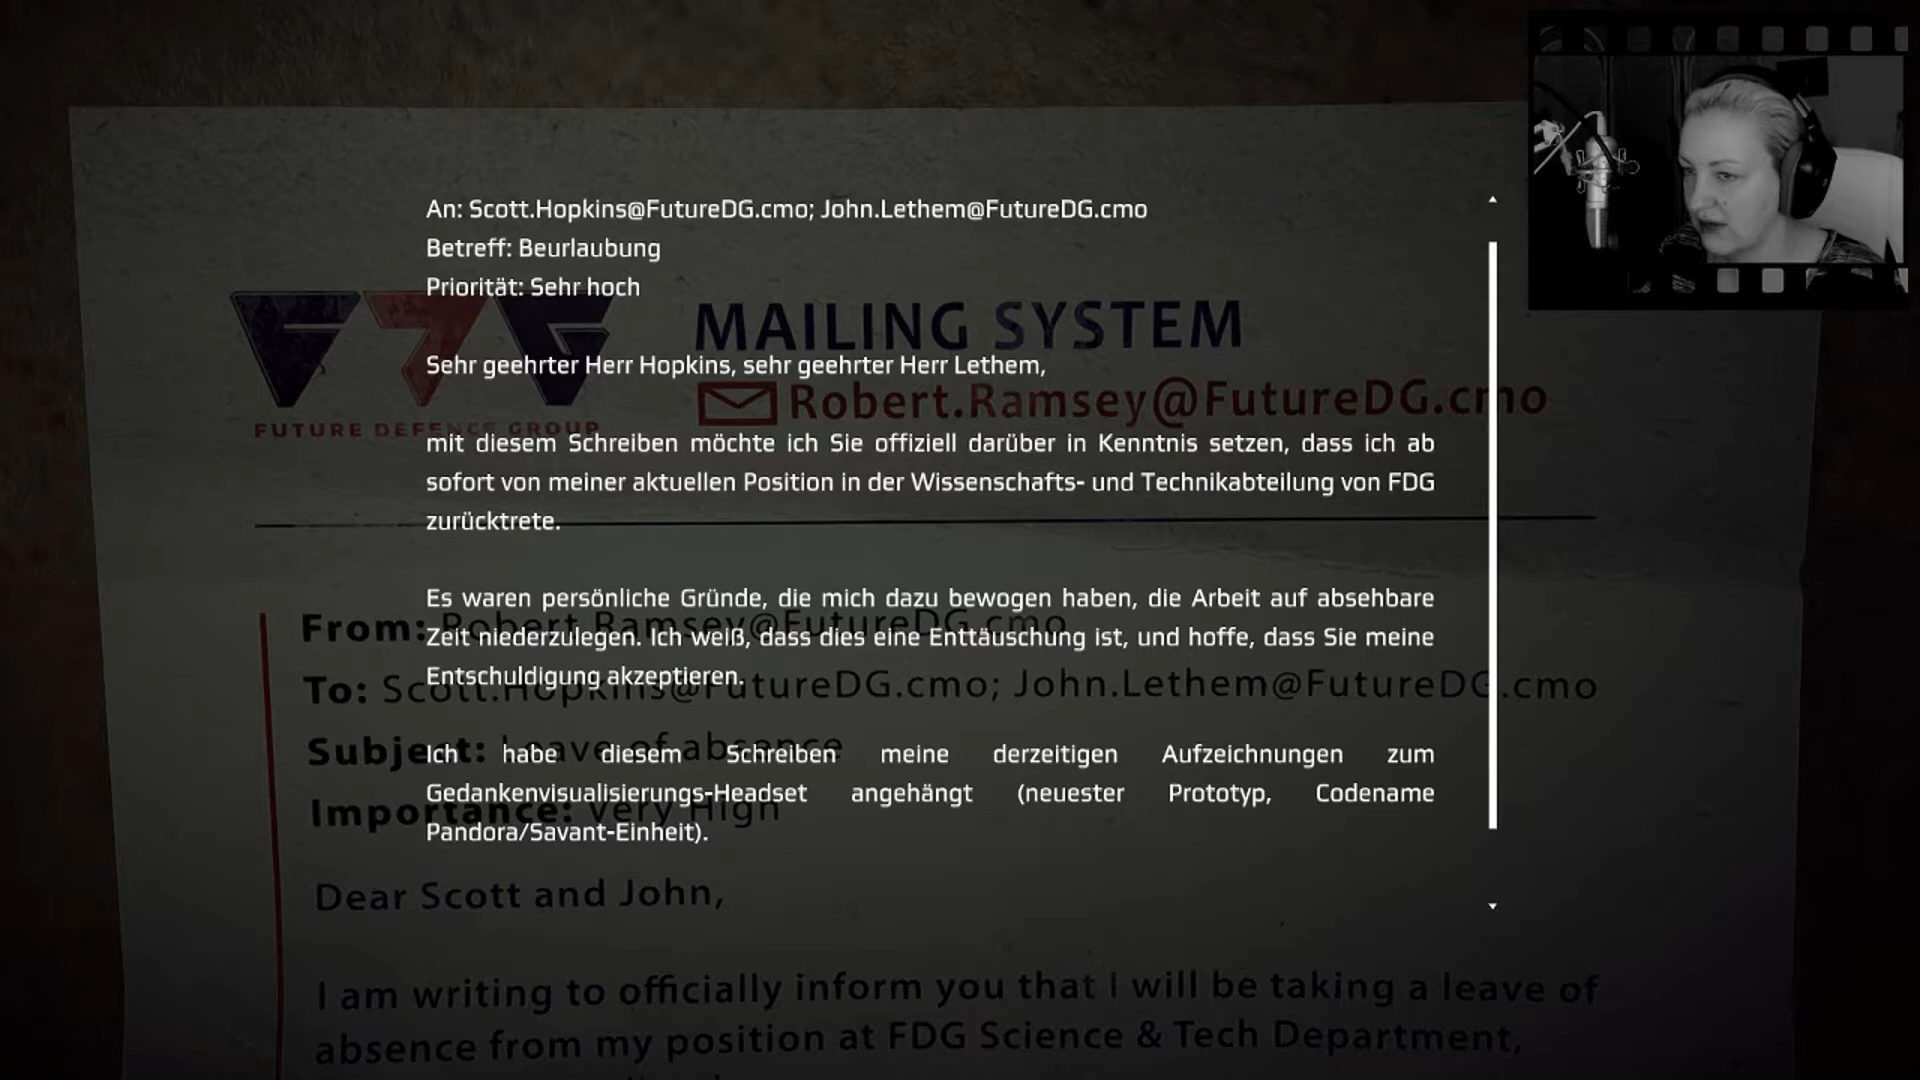 An: Scott.Hopkins@FutureDG.cmo; John.Lethem@FutureDG.cmo
Betreff: Beurlaubung
Priorität: Sehr hoch
Sehr geehrter Herr Hopkins, sehr geehrter Herr Lethem,
mit diesem Schreiben möchte ich Sie offiziell darüber in Kenntnis setzen, dass ich ab
sofort von meiner aktuellen Position in der Wissenschafts- und Technikabteilung von FDG
zurücktrete.
Es waren persönliche Gründe, die mich dazu bewogen haben, die Arbeit auf absehbare
Zeit niederzulegen. Ich weiß, dass dies eine Enttäuschung ist, und hoffe, dass Sie meine
Entschuldigung akzeptieren.
Ich habe diesem Schreiben meine derzeitigen Aufzeichnungen zum
Gedankenvisualisierungs-Headset angehängt (neuester Prototyp, Codename
Pandora/Savant-Einheit).
FDG
FUTURE DEFENCE GROUP
MAILING SYSTEM
Robert.Ramsey@FutureDG.cmo
From: Robert.Ramsey@FutureDG.cmo
To: Scott.Hopkins@FutureDG.cmo; John.Lethem@FutureDG.cmo
Subject: Leave of absence
Importance: Very High
Dear Scott and John,
I am writing to officially inform you that I will be taking a leave of
absence from my position at FDG Science & Tech Department,